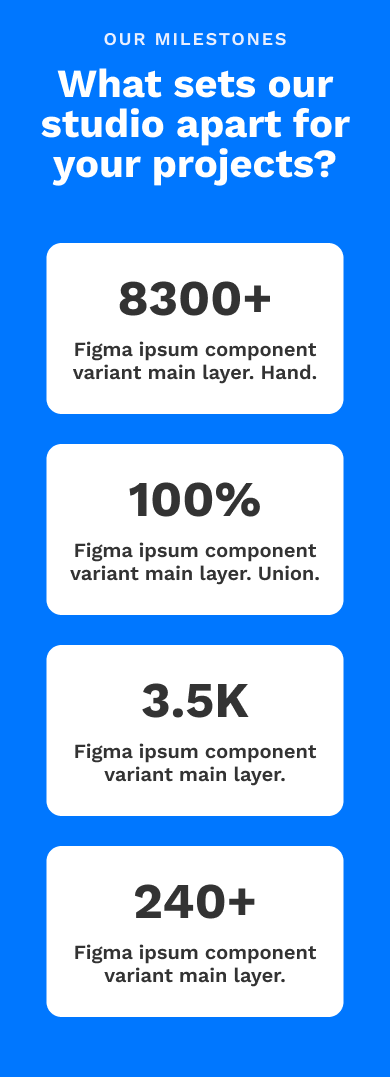 OUR MILESTONES
What sets our
studio apart for
your projects?
8300+
Figma ipsum component
variant main layer. Hand.
100%
Figma ipsum component
variant main layer. Union.
3.5K
Figma ipsum component
variant main layer.
240+
Figma ipsum component
variant main layer.